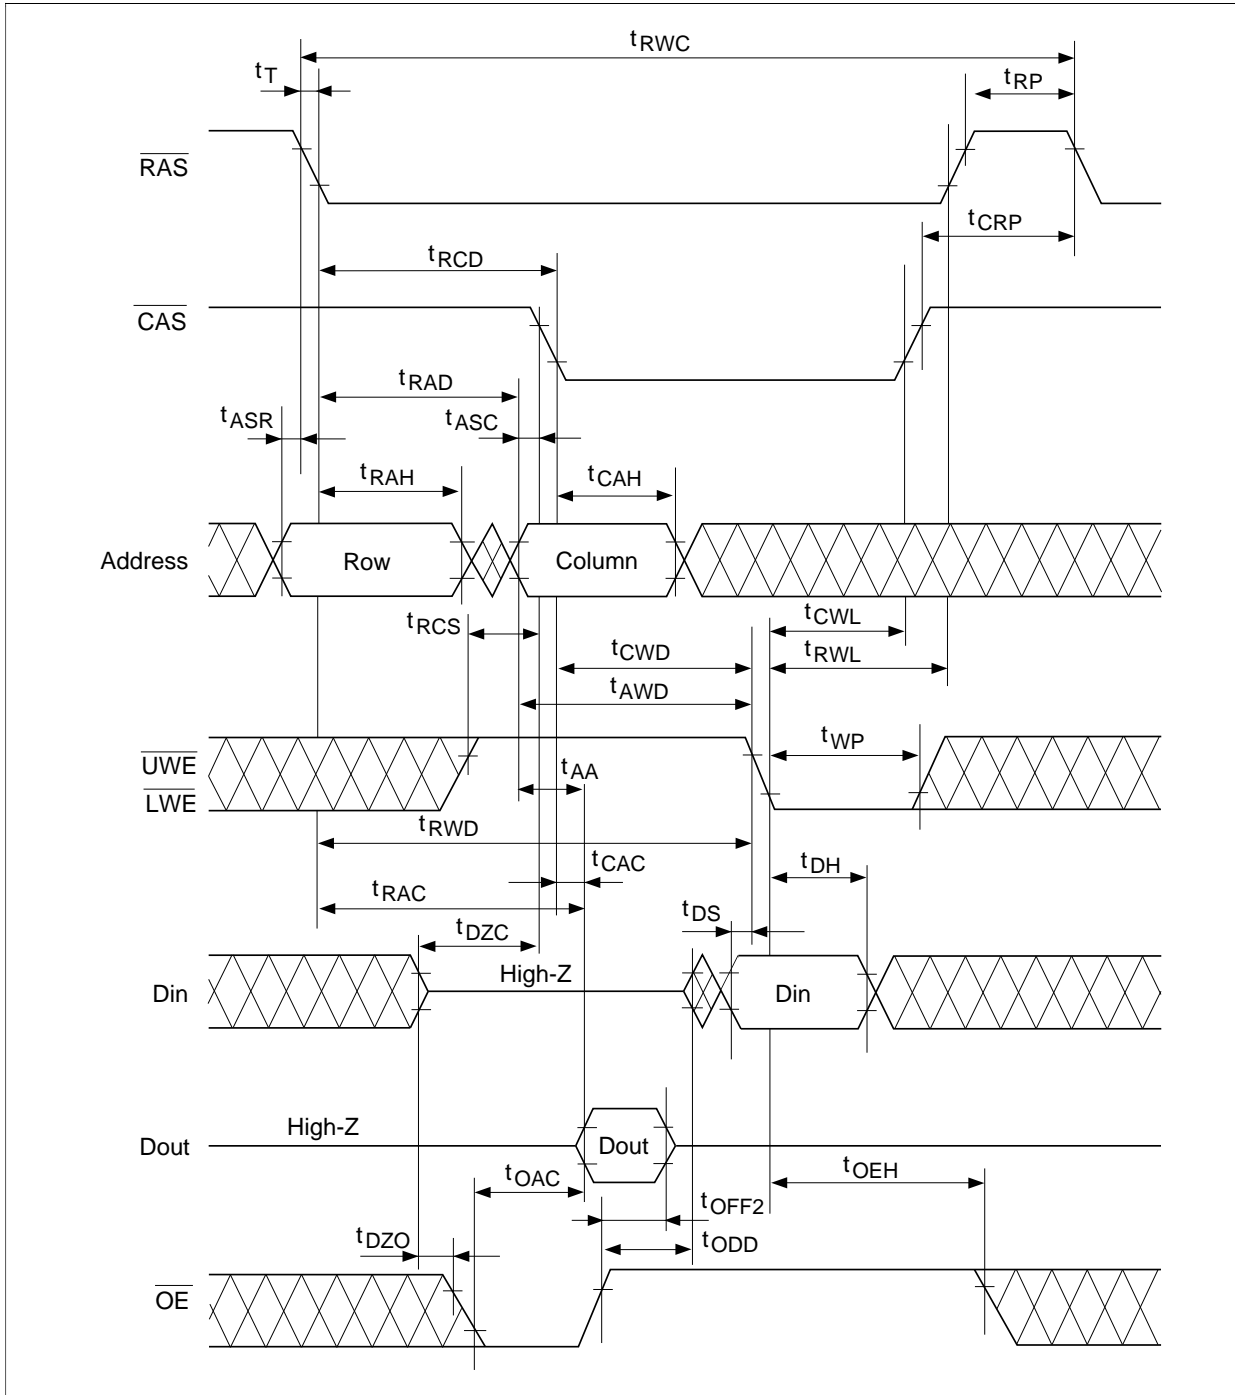 tRWC
tT
tRP
RAS
tCRP
tRCD
CAS
tRAD
tASR
tASC
tRAH
tCAH
Address
Row
Column
tRCS
tCWL
tCWD
tRWL
tAWD
UWE
tWP
tAA
LWE
tRWD
tCAC
tDH
tRAC
tDS
tDZC
High-Z
Din
Din
High-Z
Dout
Dout
tOAC
tOEH
tOFF2
tDZO
tODD
OE